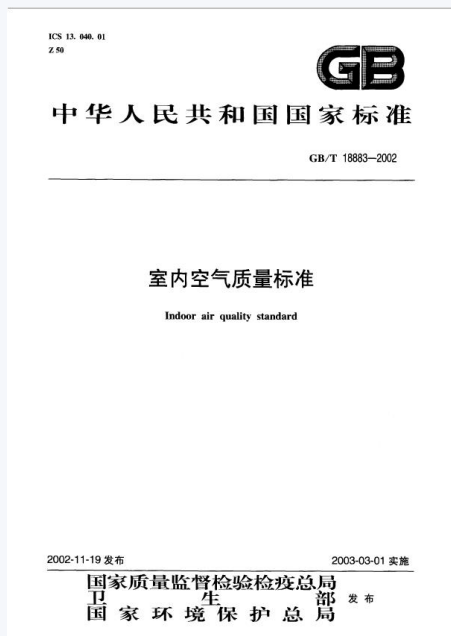 ICS 13.040.01
Z 50
GB
中华人民共和国国家标准
GB/T 18883—2002
室内空气质量标准
Indoor air quality standard
2002-11-19 发布
2003-03-01 实施
国家质量监督检验检疫总局
卫生部 发布
国家环境保护总局